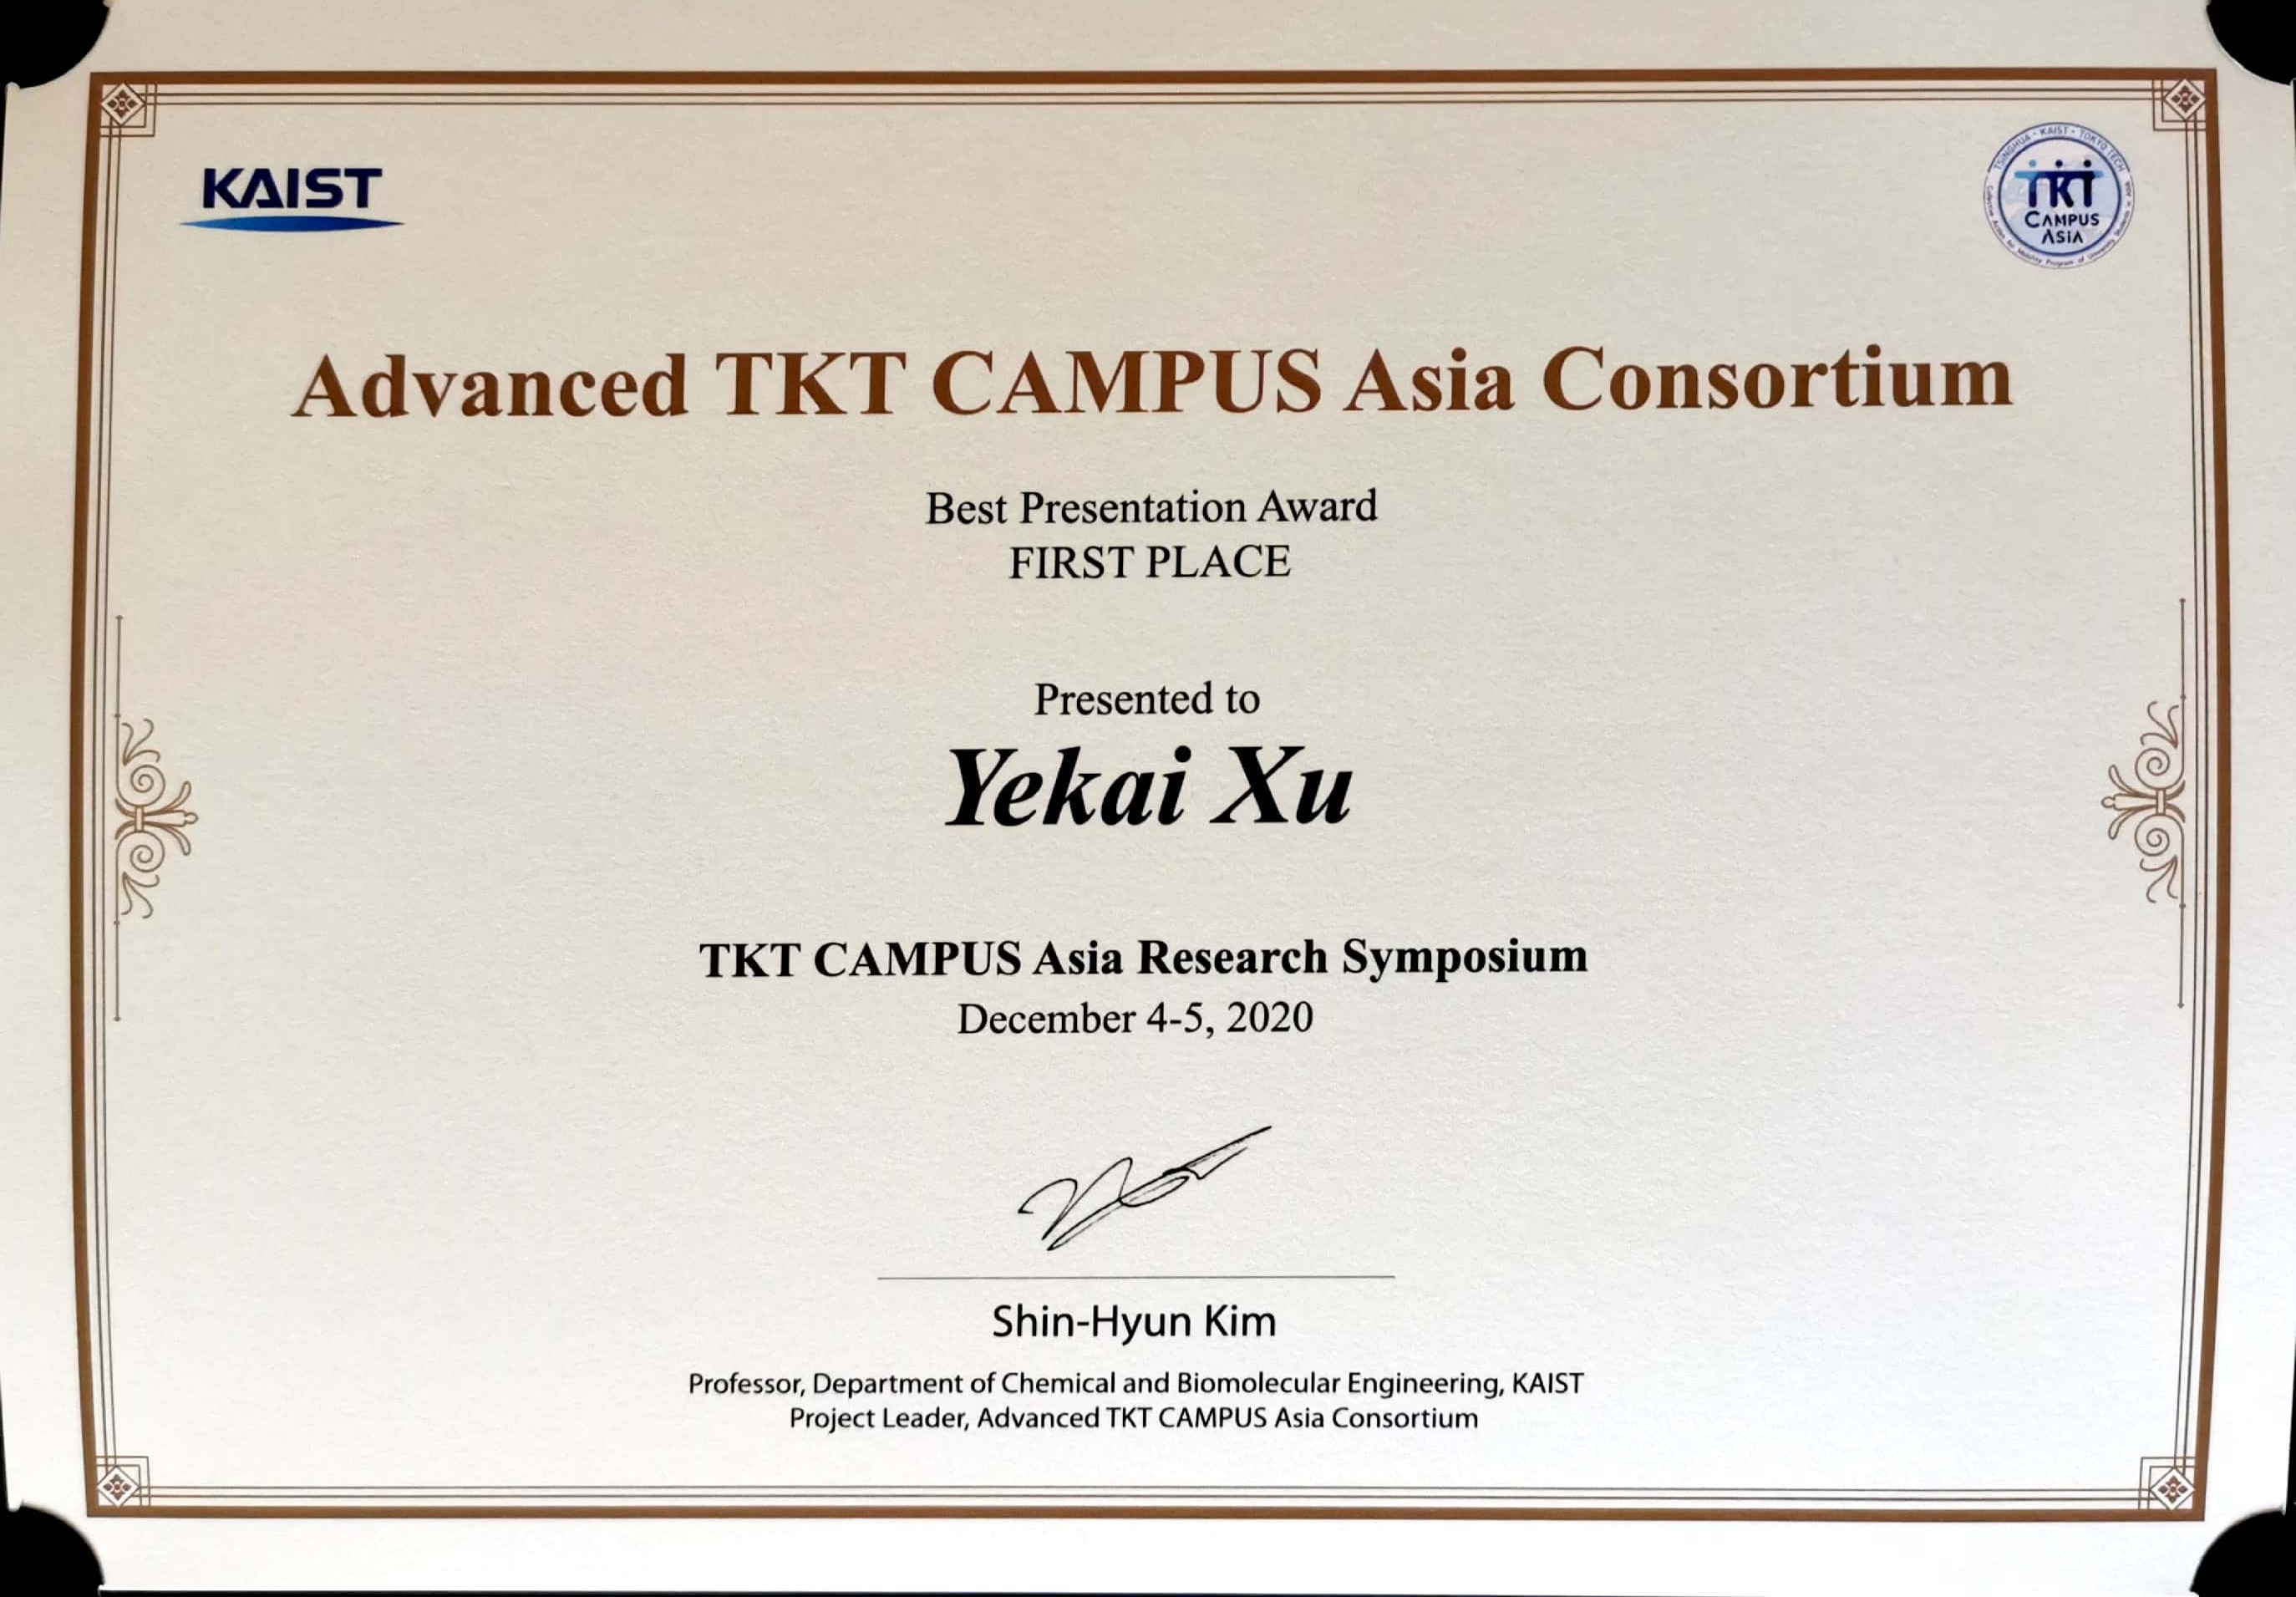 KAIST
TSINGHUA • KAIST • TOKYO TECH
TKT
CAMPUS
ASIA
Advanced TKT CAMPUS Asia Consortium
Best Presentation Award
FIRST PLACE
Presented to
Yekai Xu
TKT CAMPUS Asia Research Symposium
December 4-5, 2020
Shin-Hyun Kim
Professor, Department of Chemical and Biomolecular Engineering, KAIST
Project Leader, Advanced TKT CAMPUS Asia Consortium